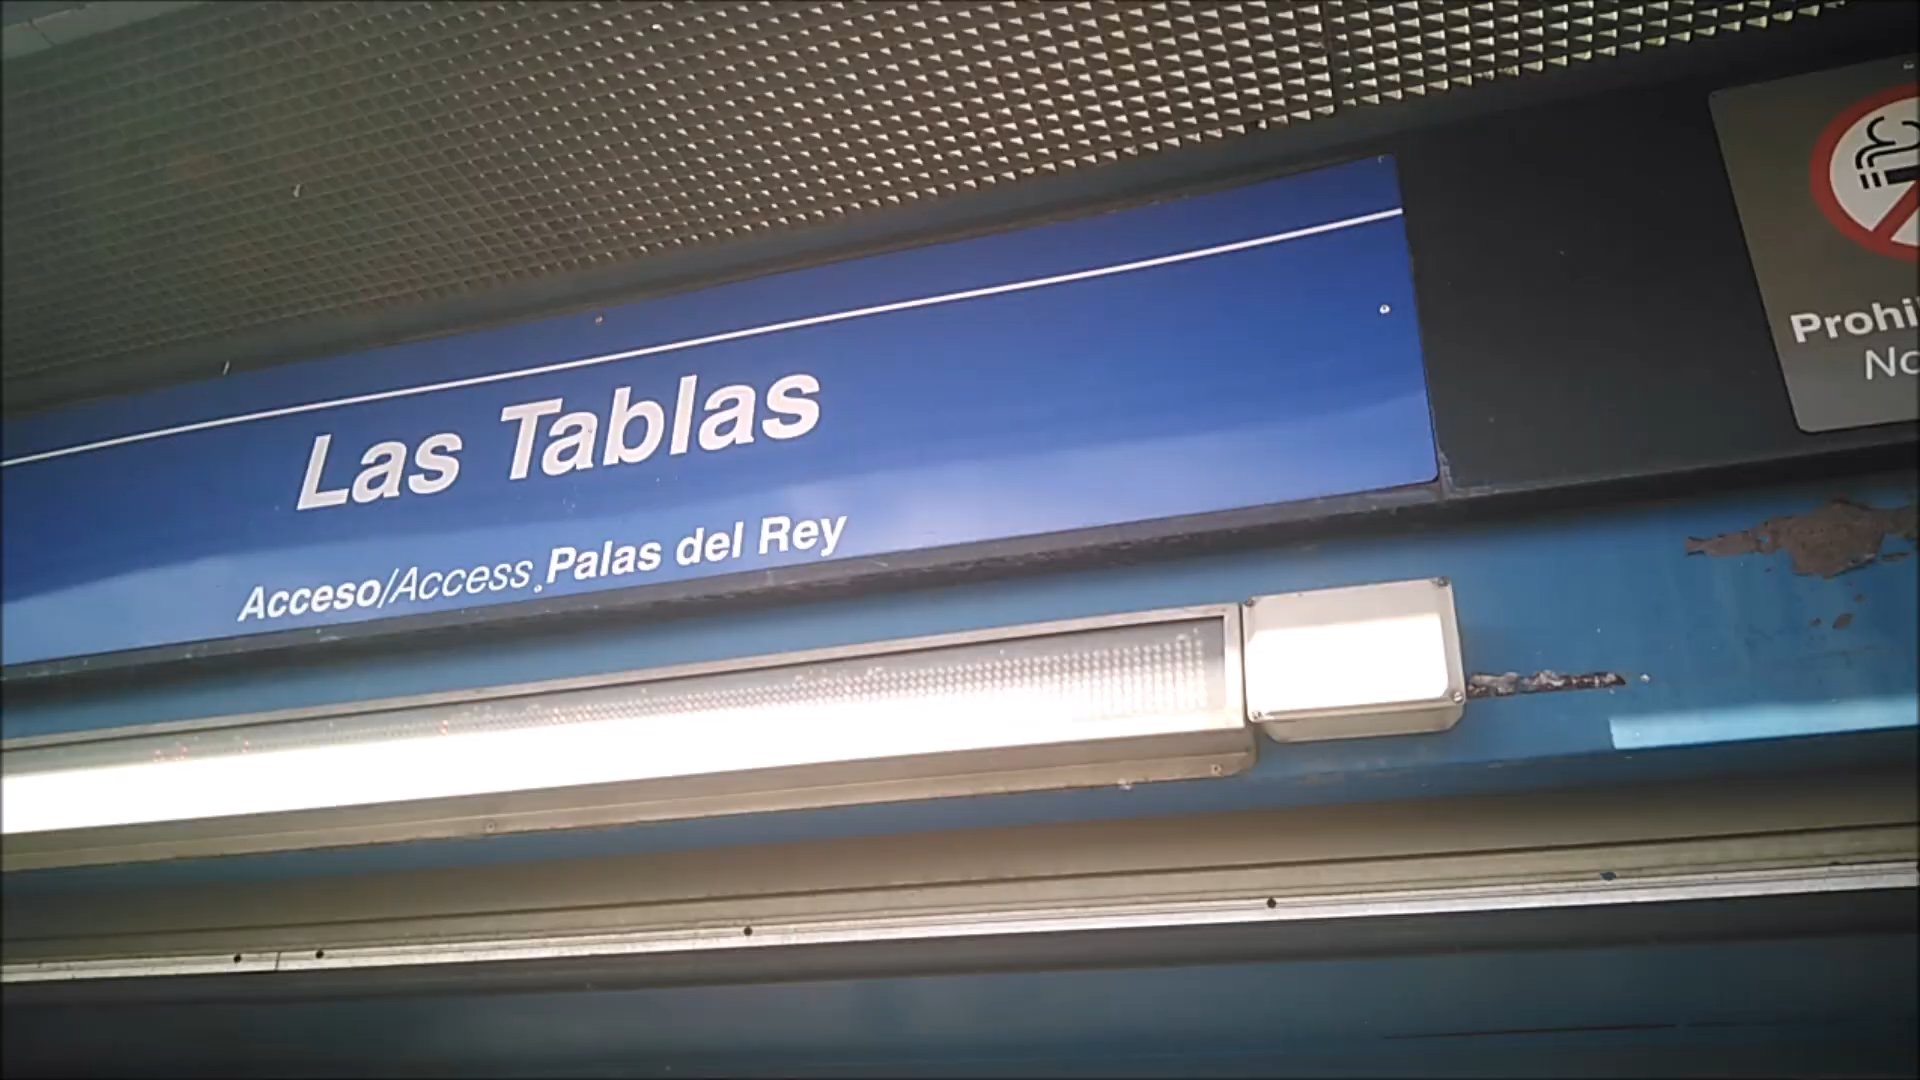 Las Tablas
Acceso/Access Palas del Rey
Prohi
No